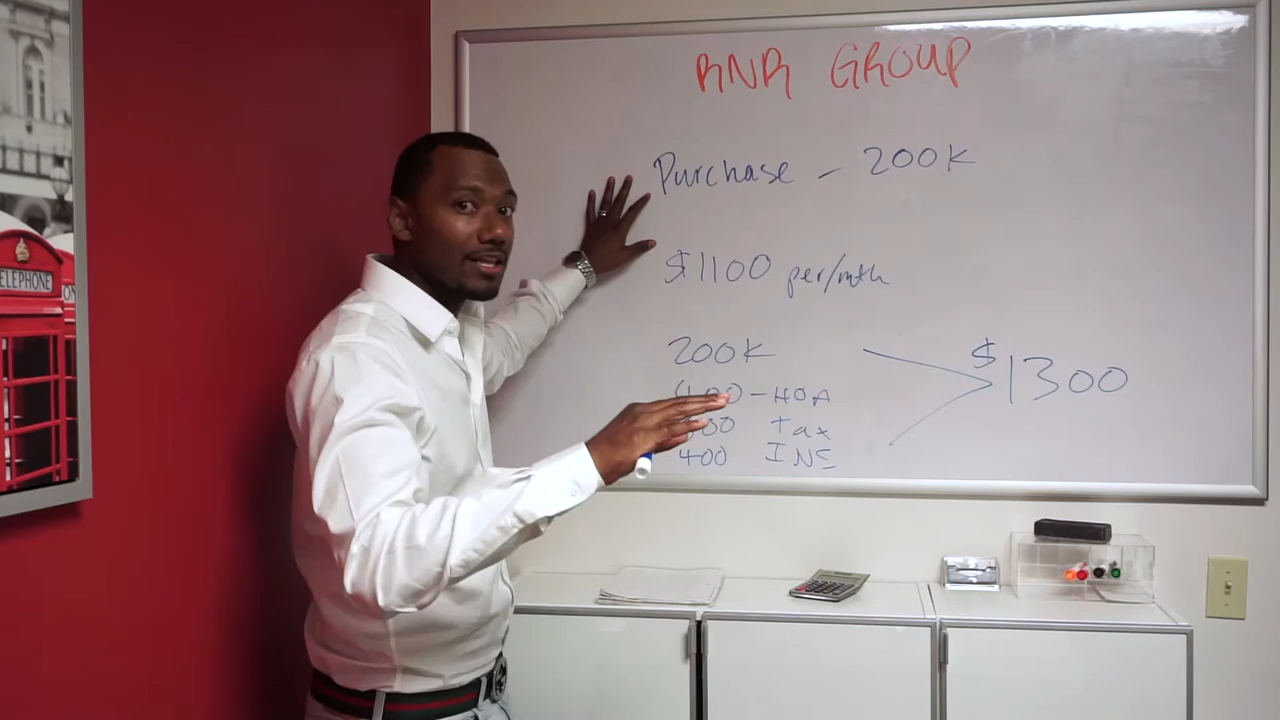 TELEPHONE
RNR GROUP
Purchase - 200K
$1100 per/mth
200K
$1300
- HOA
Tax
400 INS